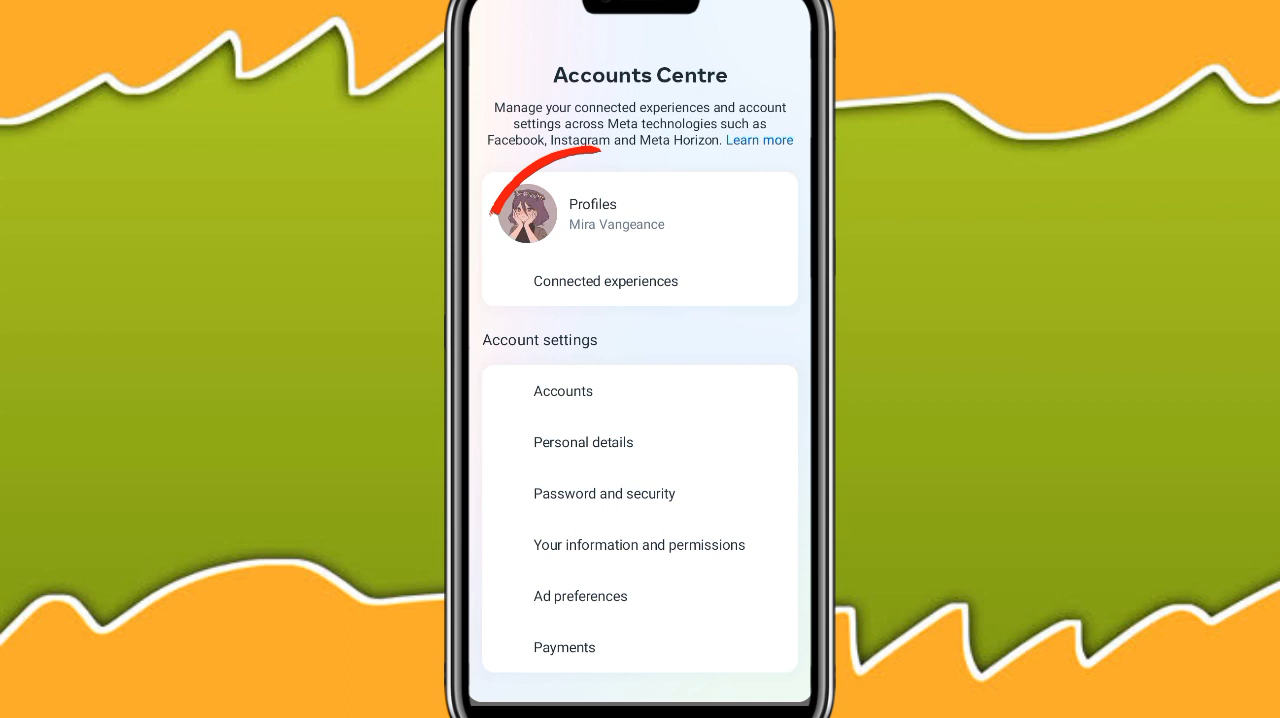 Accounts Centre
Manage your connected experiences and account
settings across Meta technologies such as
Facebook, Instagram and Meta Horizon. Learn more
Profiles
Mira Vangeance
Connected experiences
Account settings
Accounts
Personal details
Password and security
Your information and permissions
Ad preferences
Payments